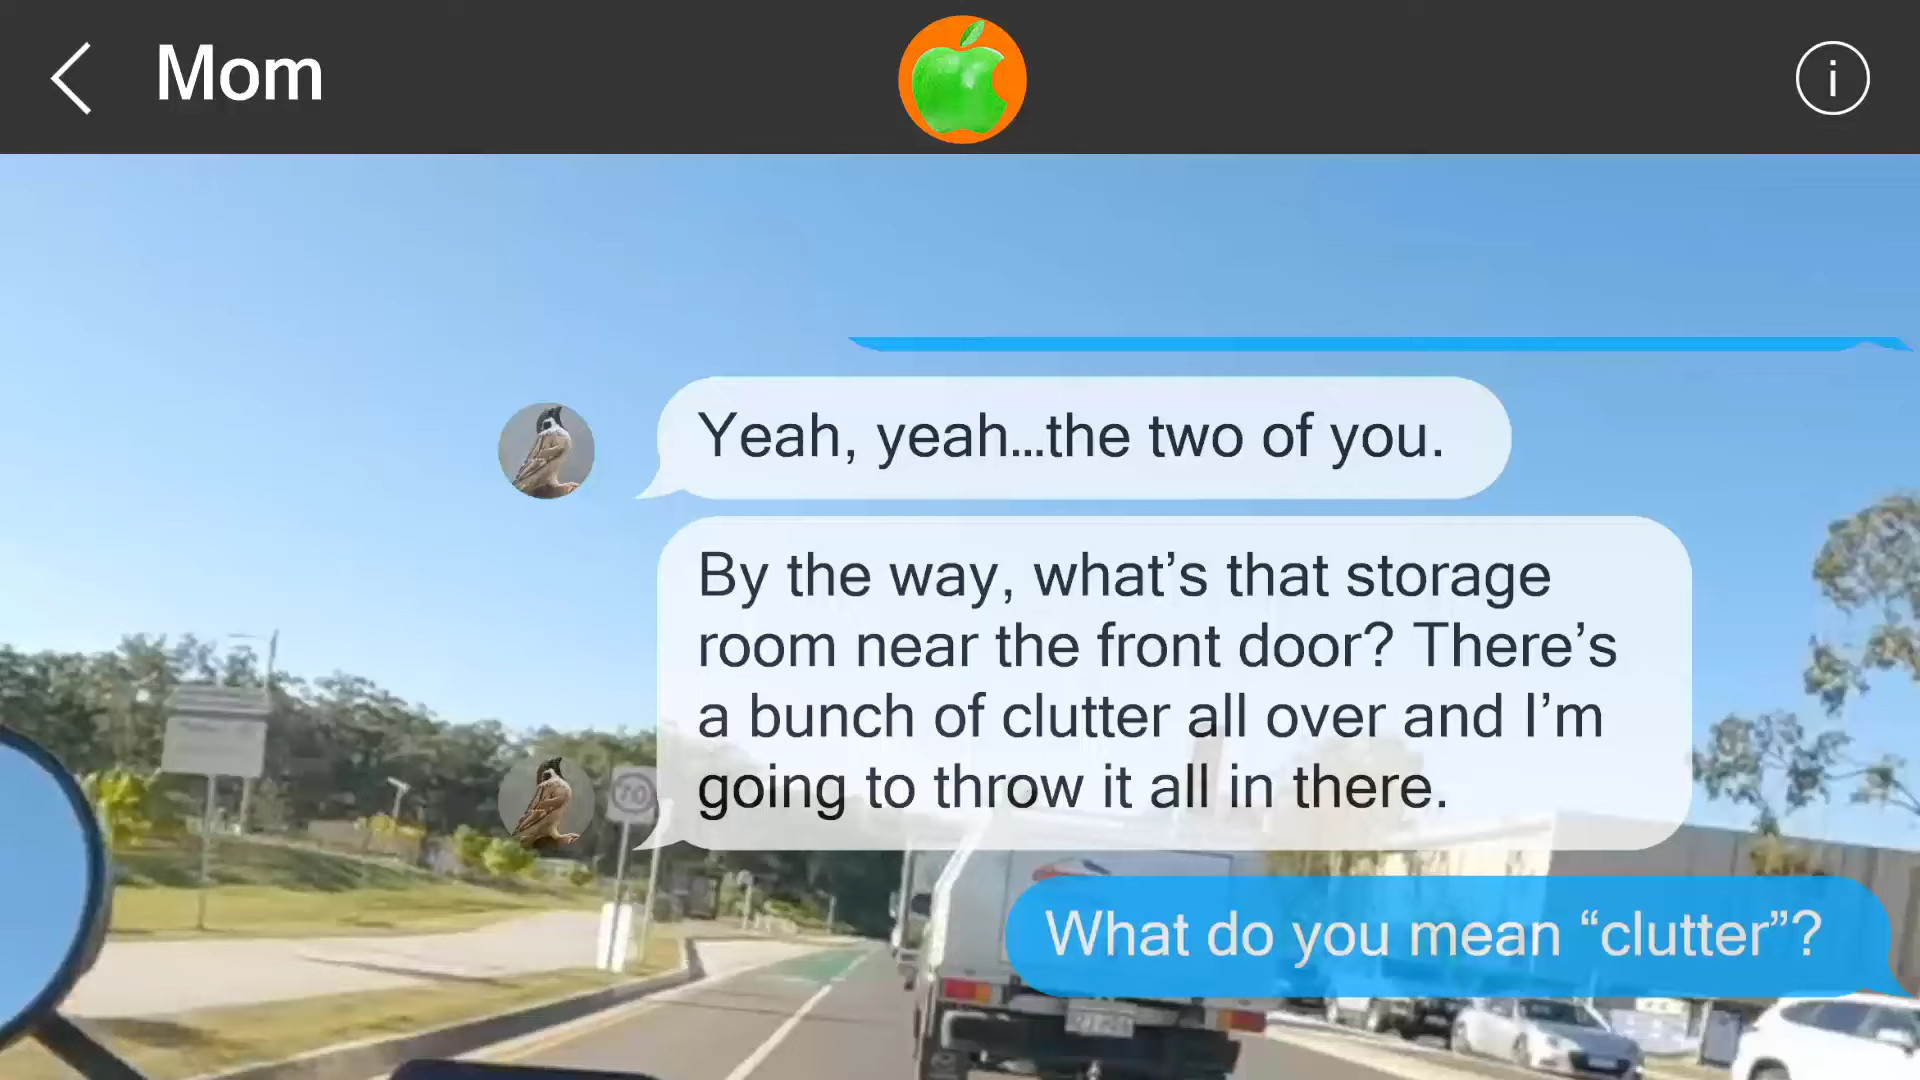 Mom
i
Yeah, yeah...the two of you.
By the way, what’s that storage
room near the front door? There’s
a bunch of clutter all over and I’m
going to throw it all in there.
70
What do you mean “clutter”?